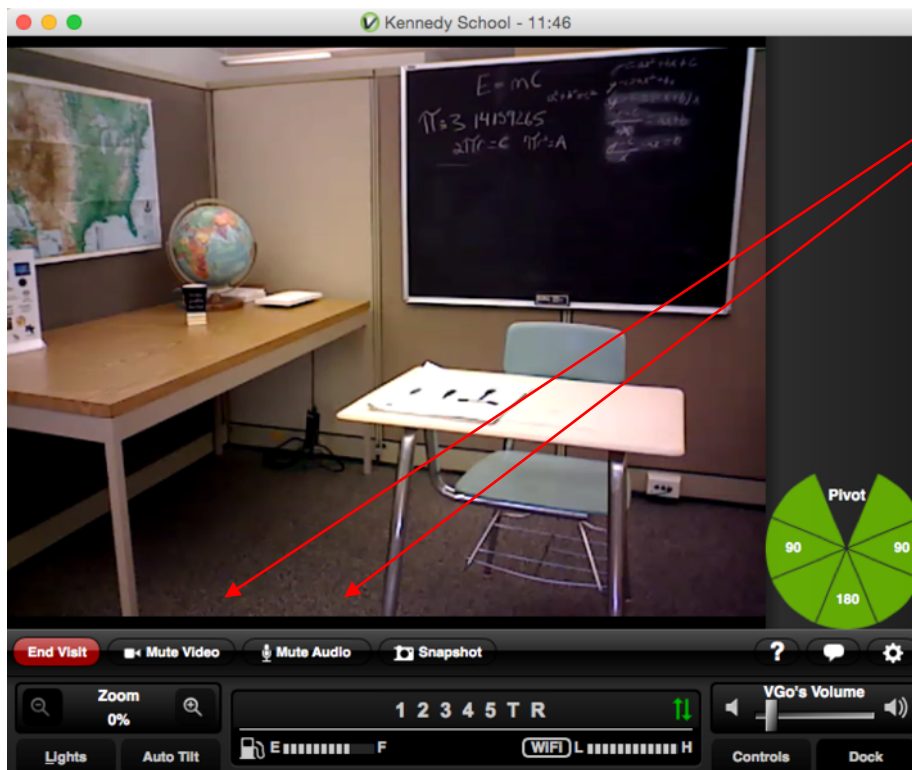 Kennedy School - 11:46
E=mC
π=3.14159265
2πr=C πr²=A
Pivot
90 90
180
End Visit Mute Video Mute Audio Snapshot ?
Zoom
0%
1 2 3 4 5 T R
VGo's Volume
E F WiFi L H
Lights Auto Tilt Controls Dock